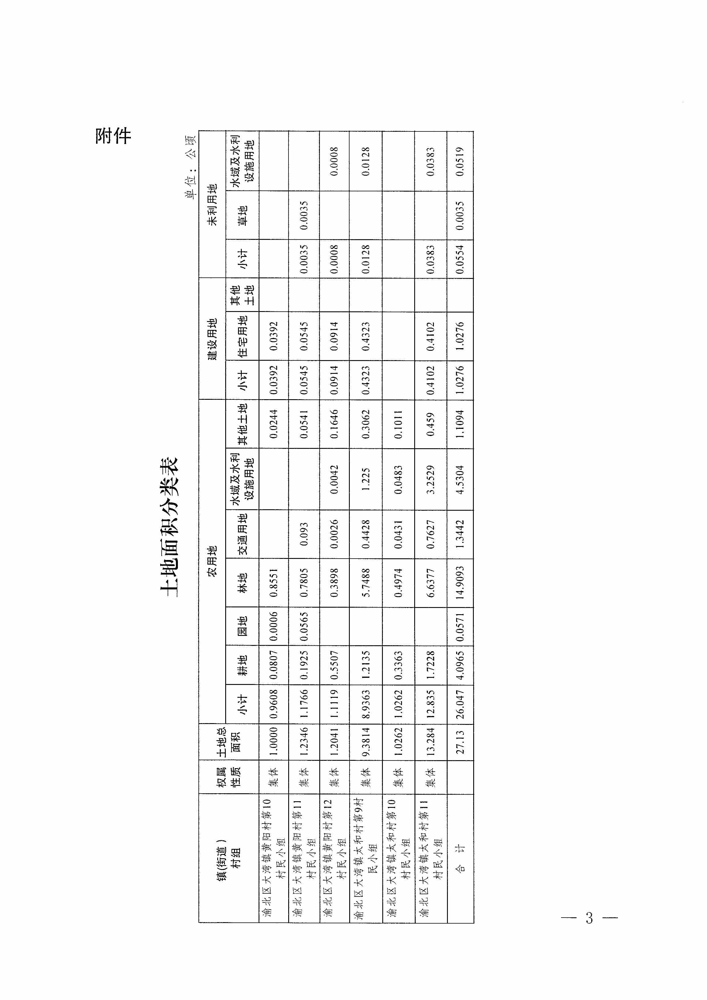 附件
土地面积分类表
单位：公顷
镇(街道) 村组 权属性质 土地总面积 农用地 建设用地 未利用地
小计 耕地 园地 林地 交通用地 水域及水利设施用地 其他土地 小计 住宅用地 其他土地 小计 草地 水域及水利设施用地
渝北区大湾镇黄阳村第10村民小组 集体 1.0000 0.9608 0.0807 0.0006 0.8551 0.0244 0.0392 0.0392
渝北区大湾镇黄阳村第11村民小组 集体 1.2346 1.1766 0.1925 0.0565 0.7805 0.093 0.0541 0.0545 0.0545 0.0035 0.0035
渝北区大湾镇黄阳村第12村民小组 集体 1.2041 1.1119 0.5507 0.3898 0.0026 0.0042 0.1646 0.0914 0.0914 0.0008 0.0008
渝北区大湾镇太和村第9村民小组 集体 9.3814 8.9363 1.2135 5.7488 0.4428 1.225 0.3062 0.4323 0.4323 0.0128 0.0128
渝北区大湾镇太和村第10村民小组 集体 1.0262 1.0262 0.3363 0.4974 0.0431 0.0483 0.1011
渝北区大湾镇太和村第11村民小组 集体 13.284 12.835 1.7228 6.6377 0.7627 3.2529 0.459 0.4102 0.4102 0.0383 0.0383
合 计 27.13 26.047 4.0965 0.0571 14.9093 1.3442 4.5304 1.1094 1.0276 1.0276 0.0554 0.0035 0.0519
— 3 —